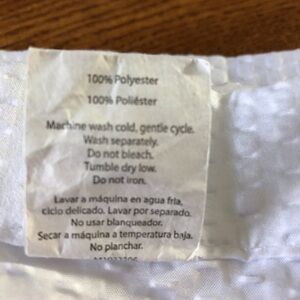 100% Polyester
100% Poliéster
Machine wash cold, gentle cycle.
Wash separately.
Do not bleach.
Tumble dry low.
Do not iron.
Lavar a máquina en agua fria,
ciclo delicado. Lavar por separado.
No usar blanqueador.
Secar a máquina a temperatura baja.
No planchar.